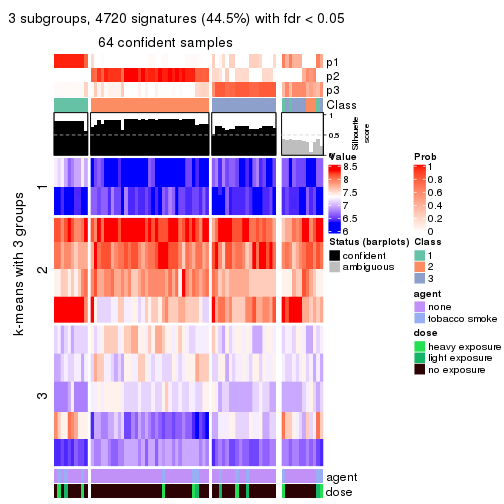 3 subgroups, 4720 signatures (44.5%) with fdr < 0.05
64 confident samples
p1
p2
p3
Class
1
0.5
0
Silhouette
score
k-means with 3 groups
1
2
3
Value
8.5
8
7.5
7
6.5
6
Prob
1
0.8
0.6
0.4
0.2
0
Status (barplots)
confident
ambiguous
Class
1
2
3
agent
none
tobacco smoke
dose
heavy exposure
light exposure
no exposure
agent
dose